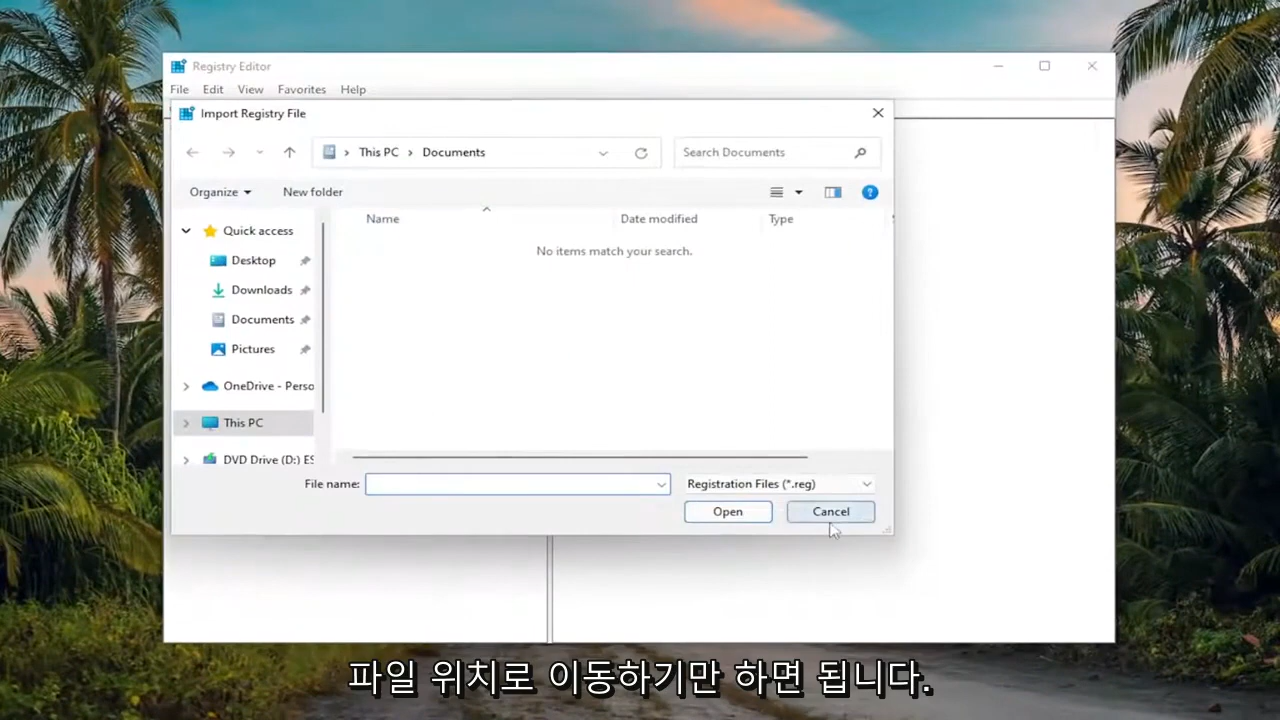 Registry Editor
File Edit View Favorites Help
Import Registry File
This PC > Documents
Search Documents
Organize
New folder
Name
Date modified
Type
No items match your search.
Quick access
Desktop
Downloads
Documents
Pictures
OneDrive - Perso
This PC
DVD Drive (D:) ES
File name:
Registration Files (*.reg)
Open
Cancel
파일 위치로 이동하기만 하면 됩니다.